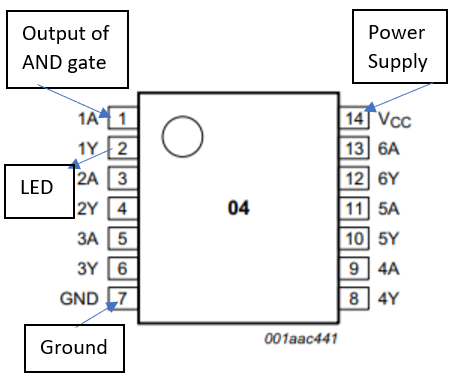 Output of
AND gate
Power
Supply
1A 1
14 VCC
1Y 2
13 6A
LED
2A 3
12 6Y
2Y 4
04
11 5A
3A 5
10 5Y
3Y 6
9 4A
GND 7
8 4Y
001aac441
Ground